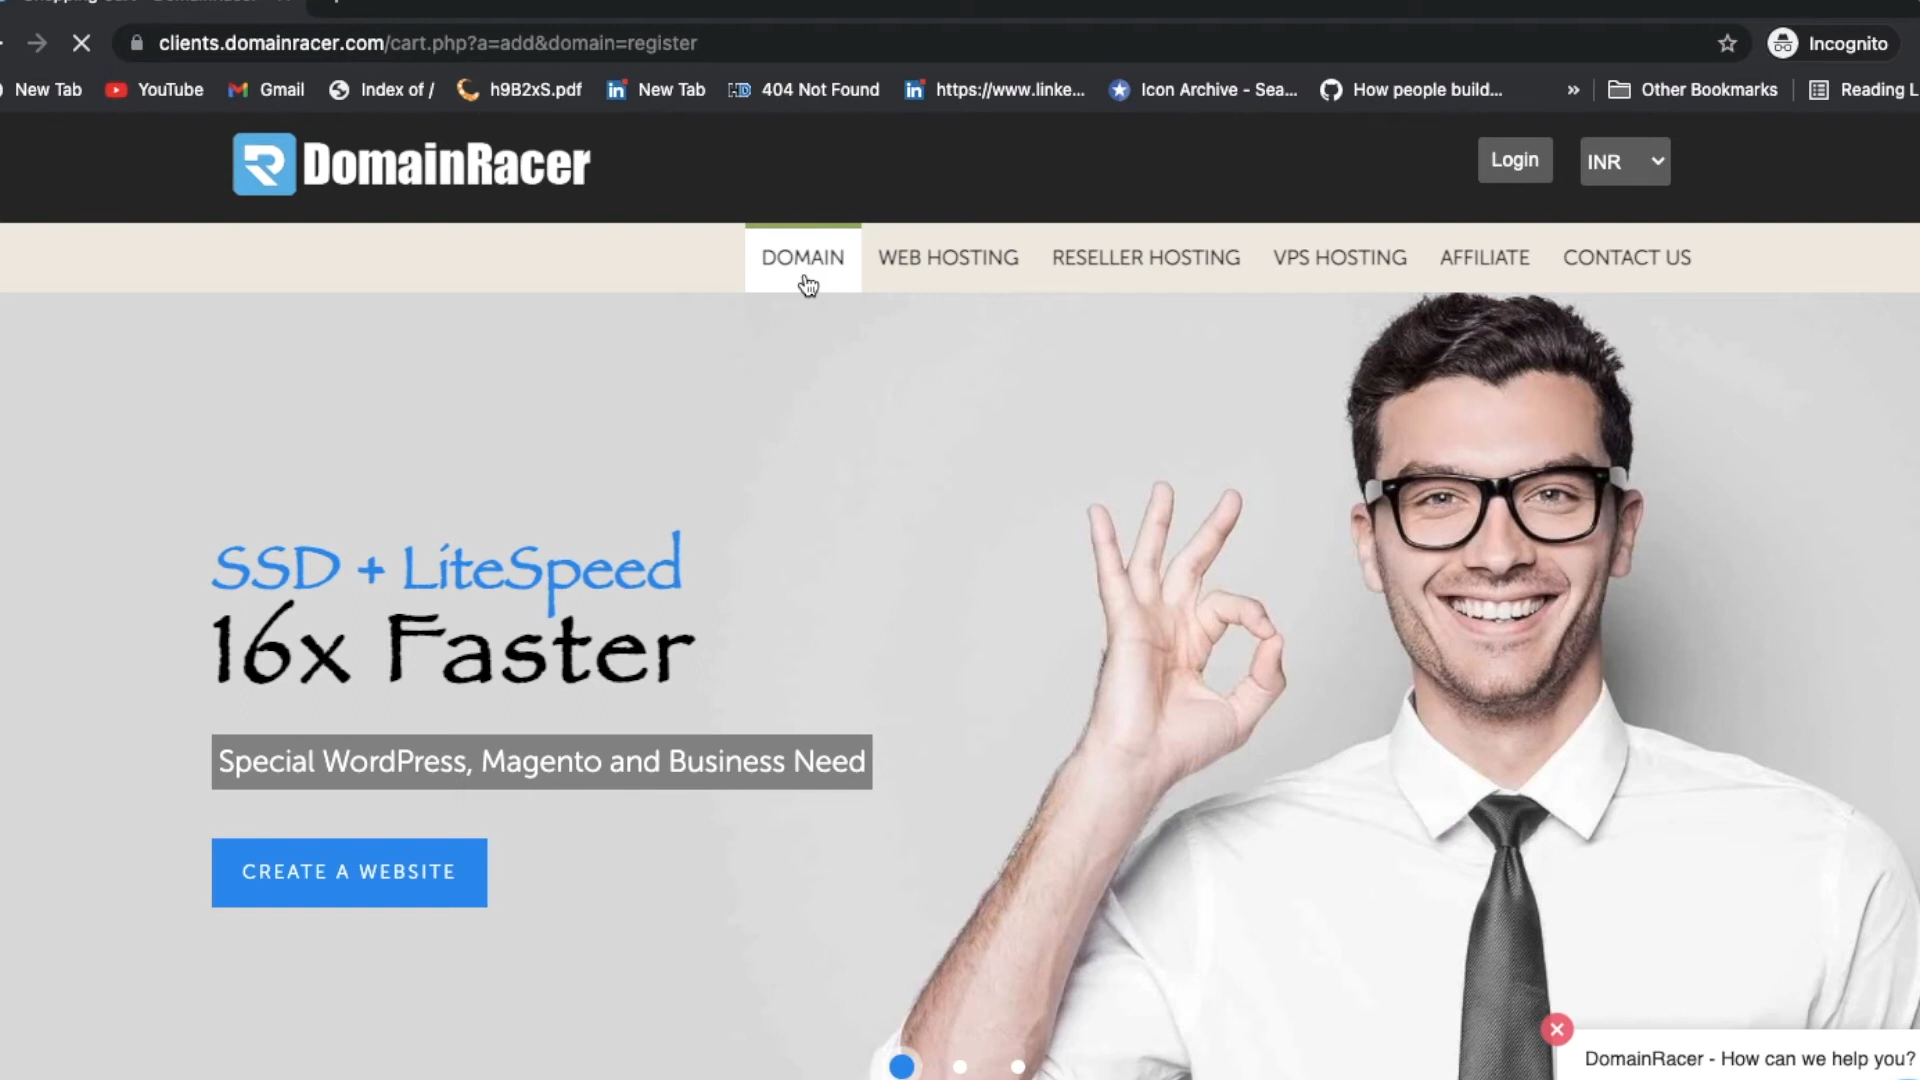 clients.domainracer.com/cart.php?a=add&domain=register
Incognito
New Tab
YouTube
Gmail
Index of /
h9B2xS.pdf
New Tab
404 Not Found
https://www.linke...
Icon Archive - Sea...
How people build...
»
Other Bookmarks
Reading L
DomainRacer
Login
INR
DOMAIN
WEB HOSTING
RESELLER HOSTING
VPS HOSTING
AFFILIATE
CONTACT US
SSD + LiteSpeed
16x Faster
Special WordPress, Magento and Business Need
CREATE A WEBSITE
DomainRacer - How can we help you?